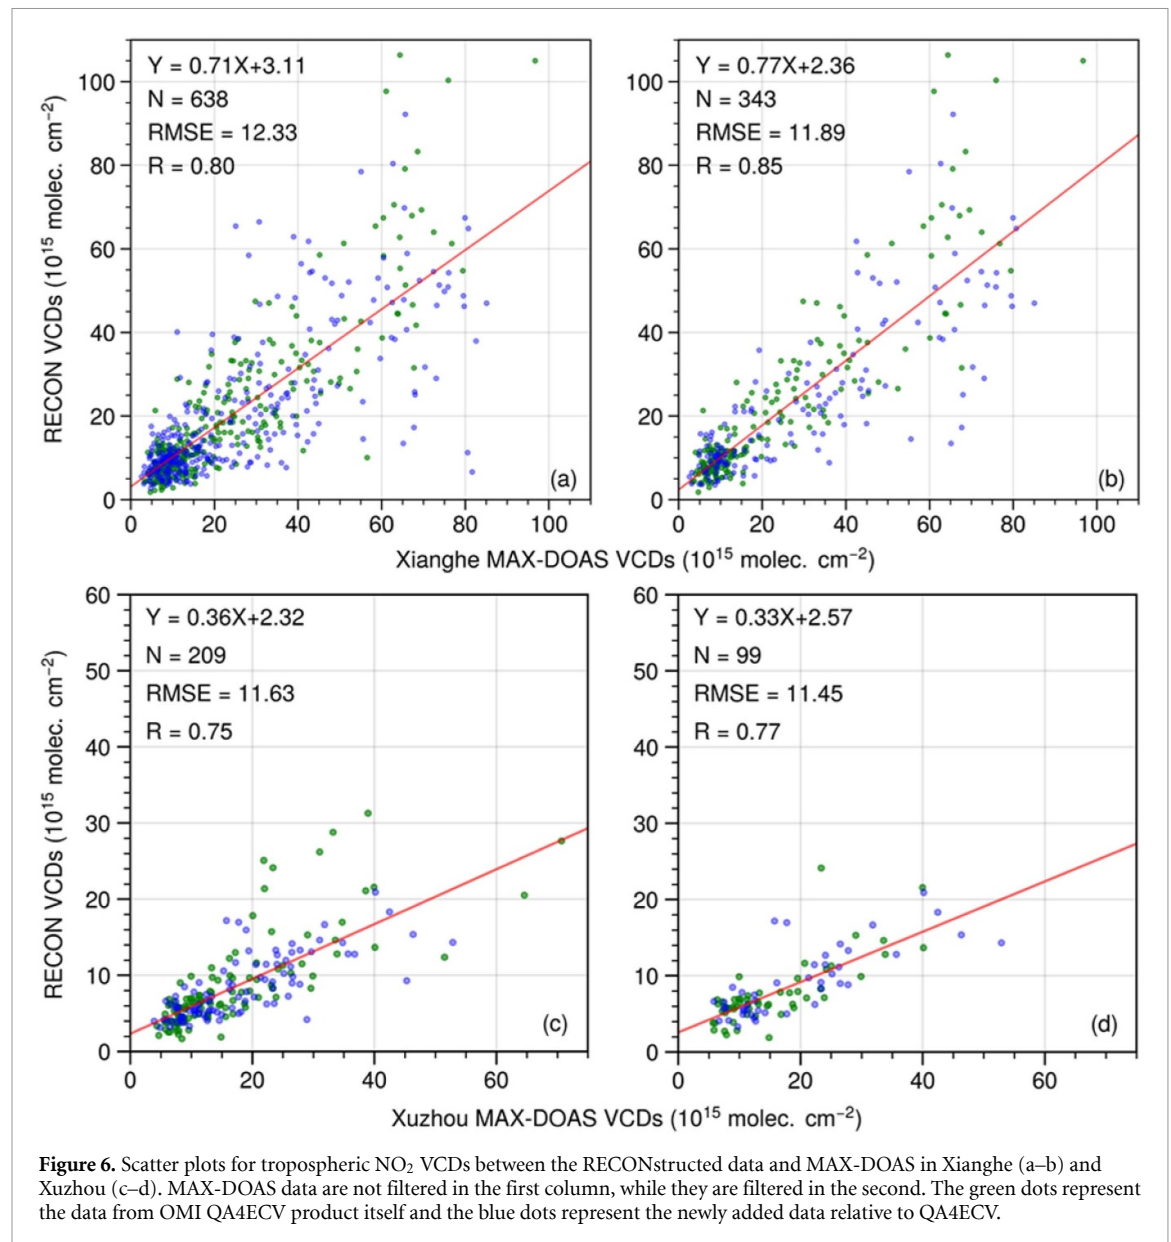 Y = 0.71X+3.11
N = 638
RMSE = 12.33
R = 0.80
(a)
100
80
60
40
20
0
0 20 40 60 80 100
RECON VCDs (10¹⁵ molec. cm⁻²)
Y = 0.77X+2.36
N = 343
RMSE = 11.89
R = 0.85
(b)
100
80
60
40
20
0
0 20 40 60 80 100
Xianghe MAX-DOAS VCDs (10¹⁵ molec. cm⁻²)
Y = 0.36X+2.32
N = 209
RMSE = 11.63
R = 0.75
(c)
60
50
40
30
20
10
0
0 20 40 60
RECON VCDs (10¹⁵ molec. cm⁻²)
Y = 0.33X+2.57
N = 99
RMSE = 11.45
R = 0.77
(d)
60
50
40
30
20
10
0
0 20 40 60
Xuzhou MAX-DOAS VCDs (10¹⁵ molec. cm⁻²)
Figure 6. Scatter plots for tropospheric NO₂ VCDs between the RECONstructed data and MAX-DOAS in Xianghe (a–b) and
Xuzhou (c–d). MAX-DOAS data are not filtered in the first column, while they are filtered in the second. The green dots represent
the data from OMI QA4ECV product itself and the blue dots represent the newly added data relative to QA4ECV.